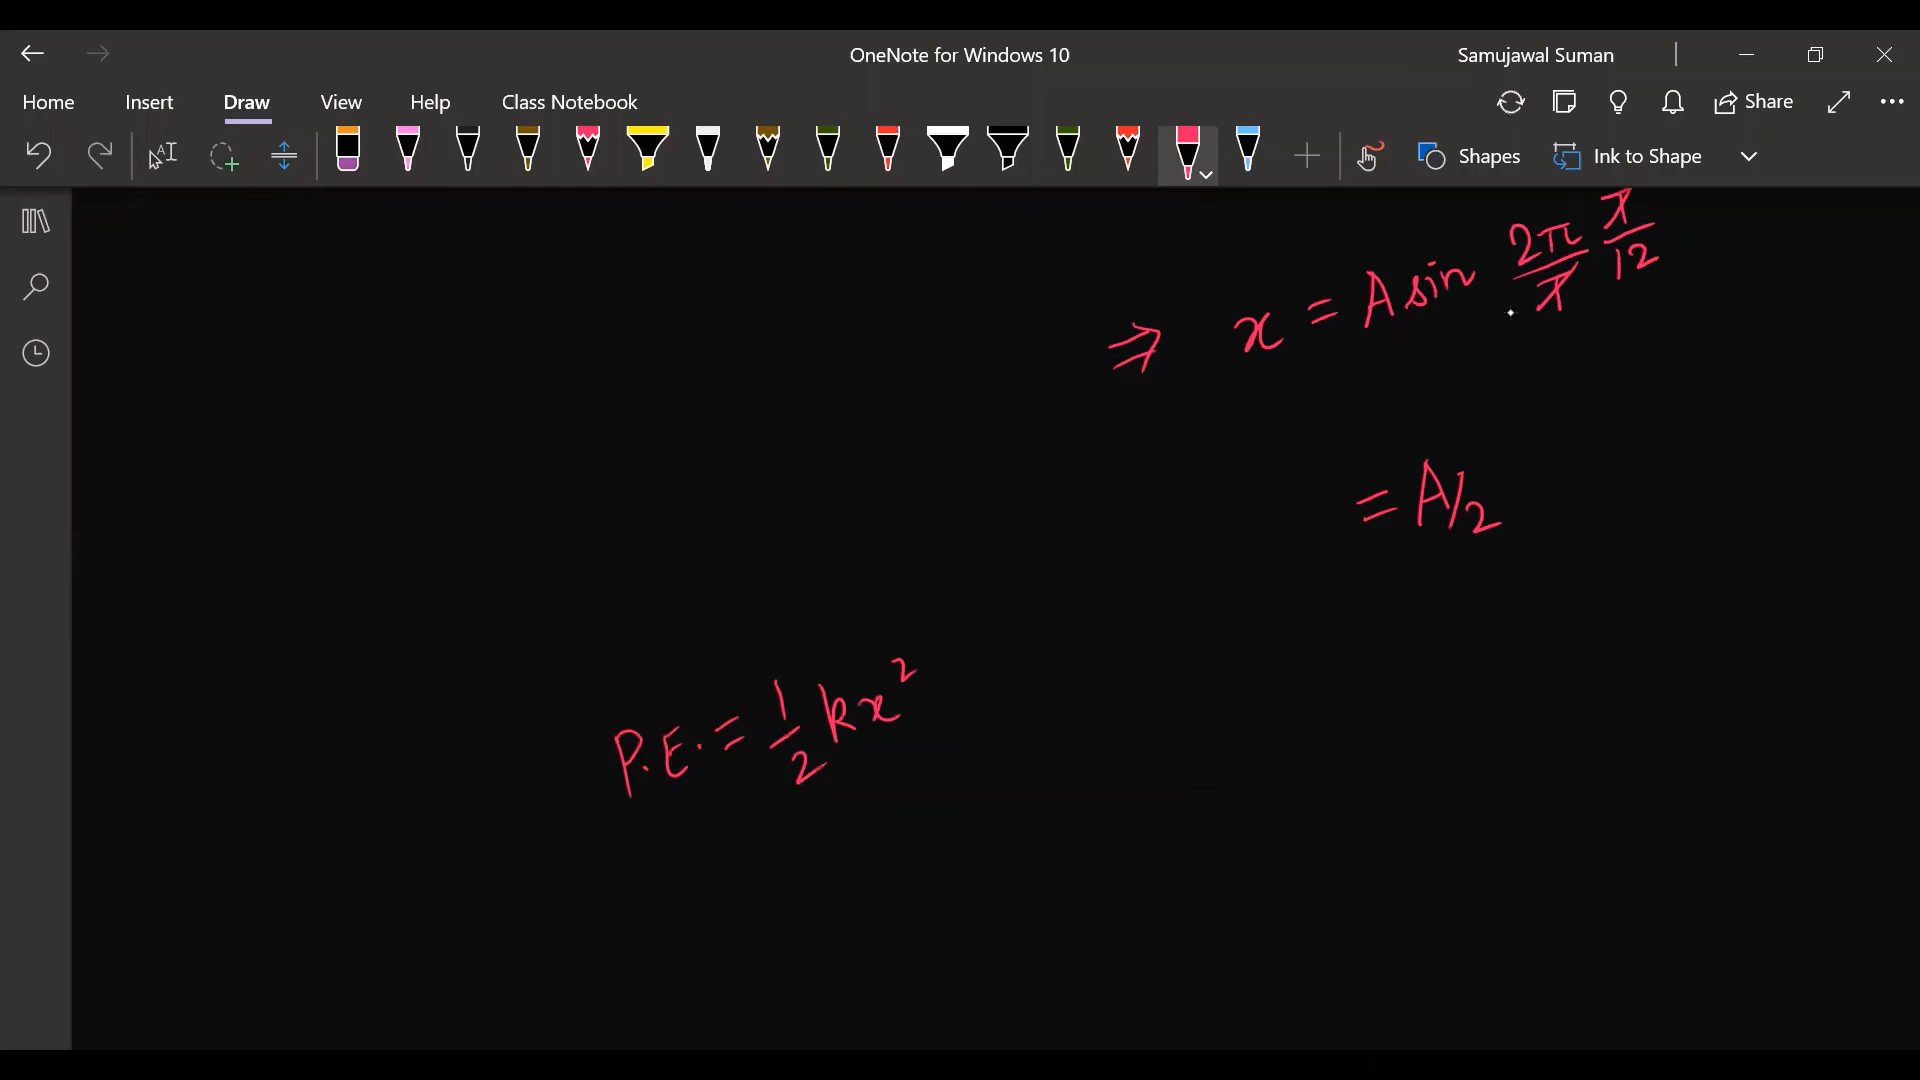 OneNote for Windows 10
Samujawal Suman
Home Insert Draw View Help Class Notebook Share
Shapes Ink to Shape
⇒ x = A sin 2π/T T/12
= A/2
P.E. = 1/2 kx²